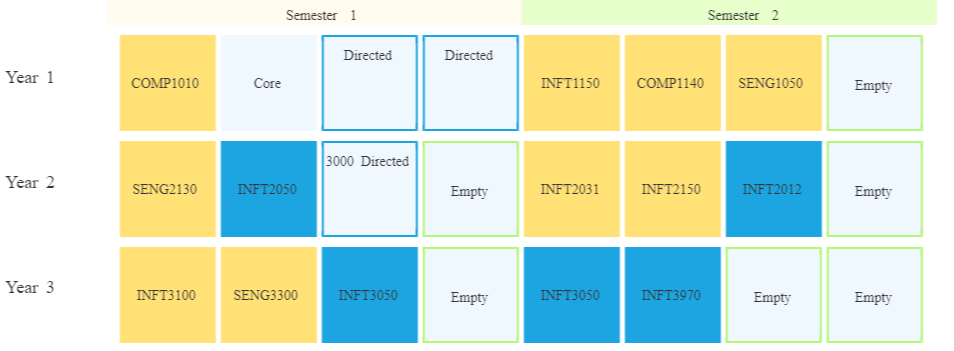 Semester 1
Semester 2
Year 1
COMP1010
Core
Directed
Directed
INFT1150
COMP1140
SENG1050
Empty
Year 2
SENG2130
INFT2050
3000 Directed
Empty
INFT2031
INFT2150
INFT2012
Empty
Year 3
INFT3100
SENG3300
INFT3050
Empty
INFT3050
INFT3970
Empty
Empty